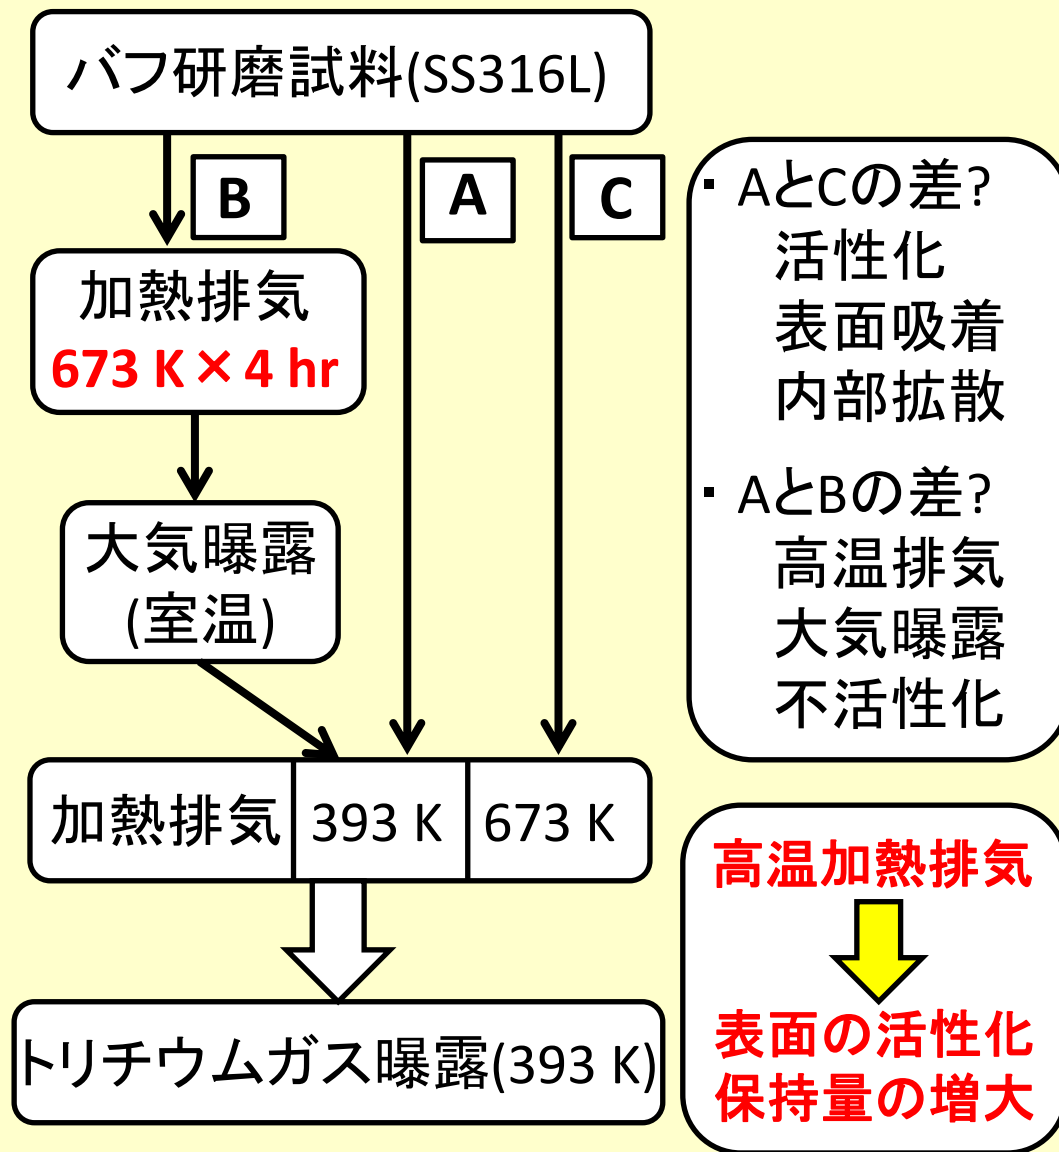 バフ研磨試料(SS316L)
B
A
C
加熱排気
673 K×4 hr
大気曝露
(室温)
加熱排気
393 K
673 K
トリチウムガス曝露(393 K)
▪ AとCの差?
活性化
表面吸着
内部拡散
▪ AとBの差?
高温排気
大気曝露
不活性化
高温加熱排気
表面の活性化
保持量の増大